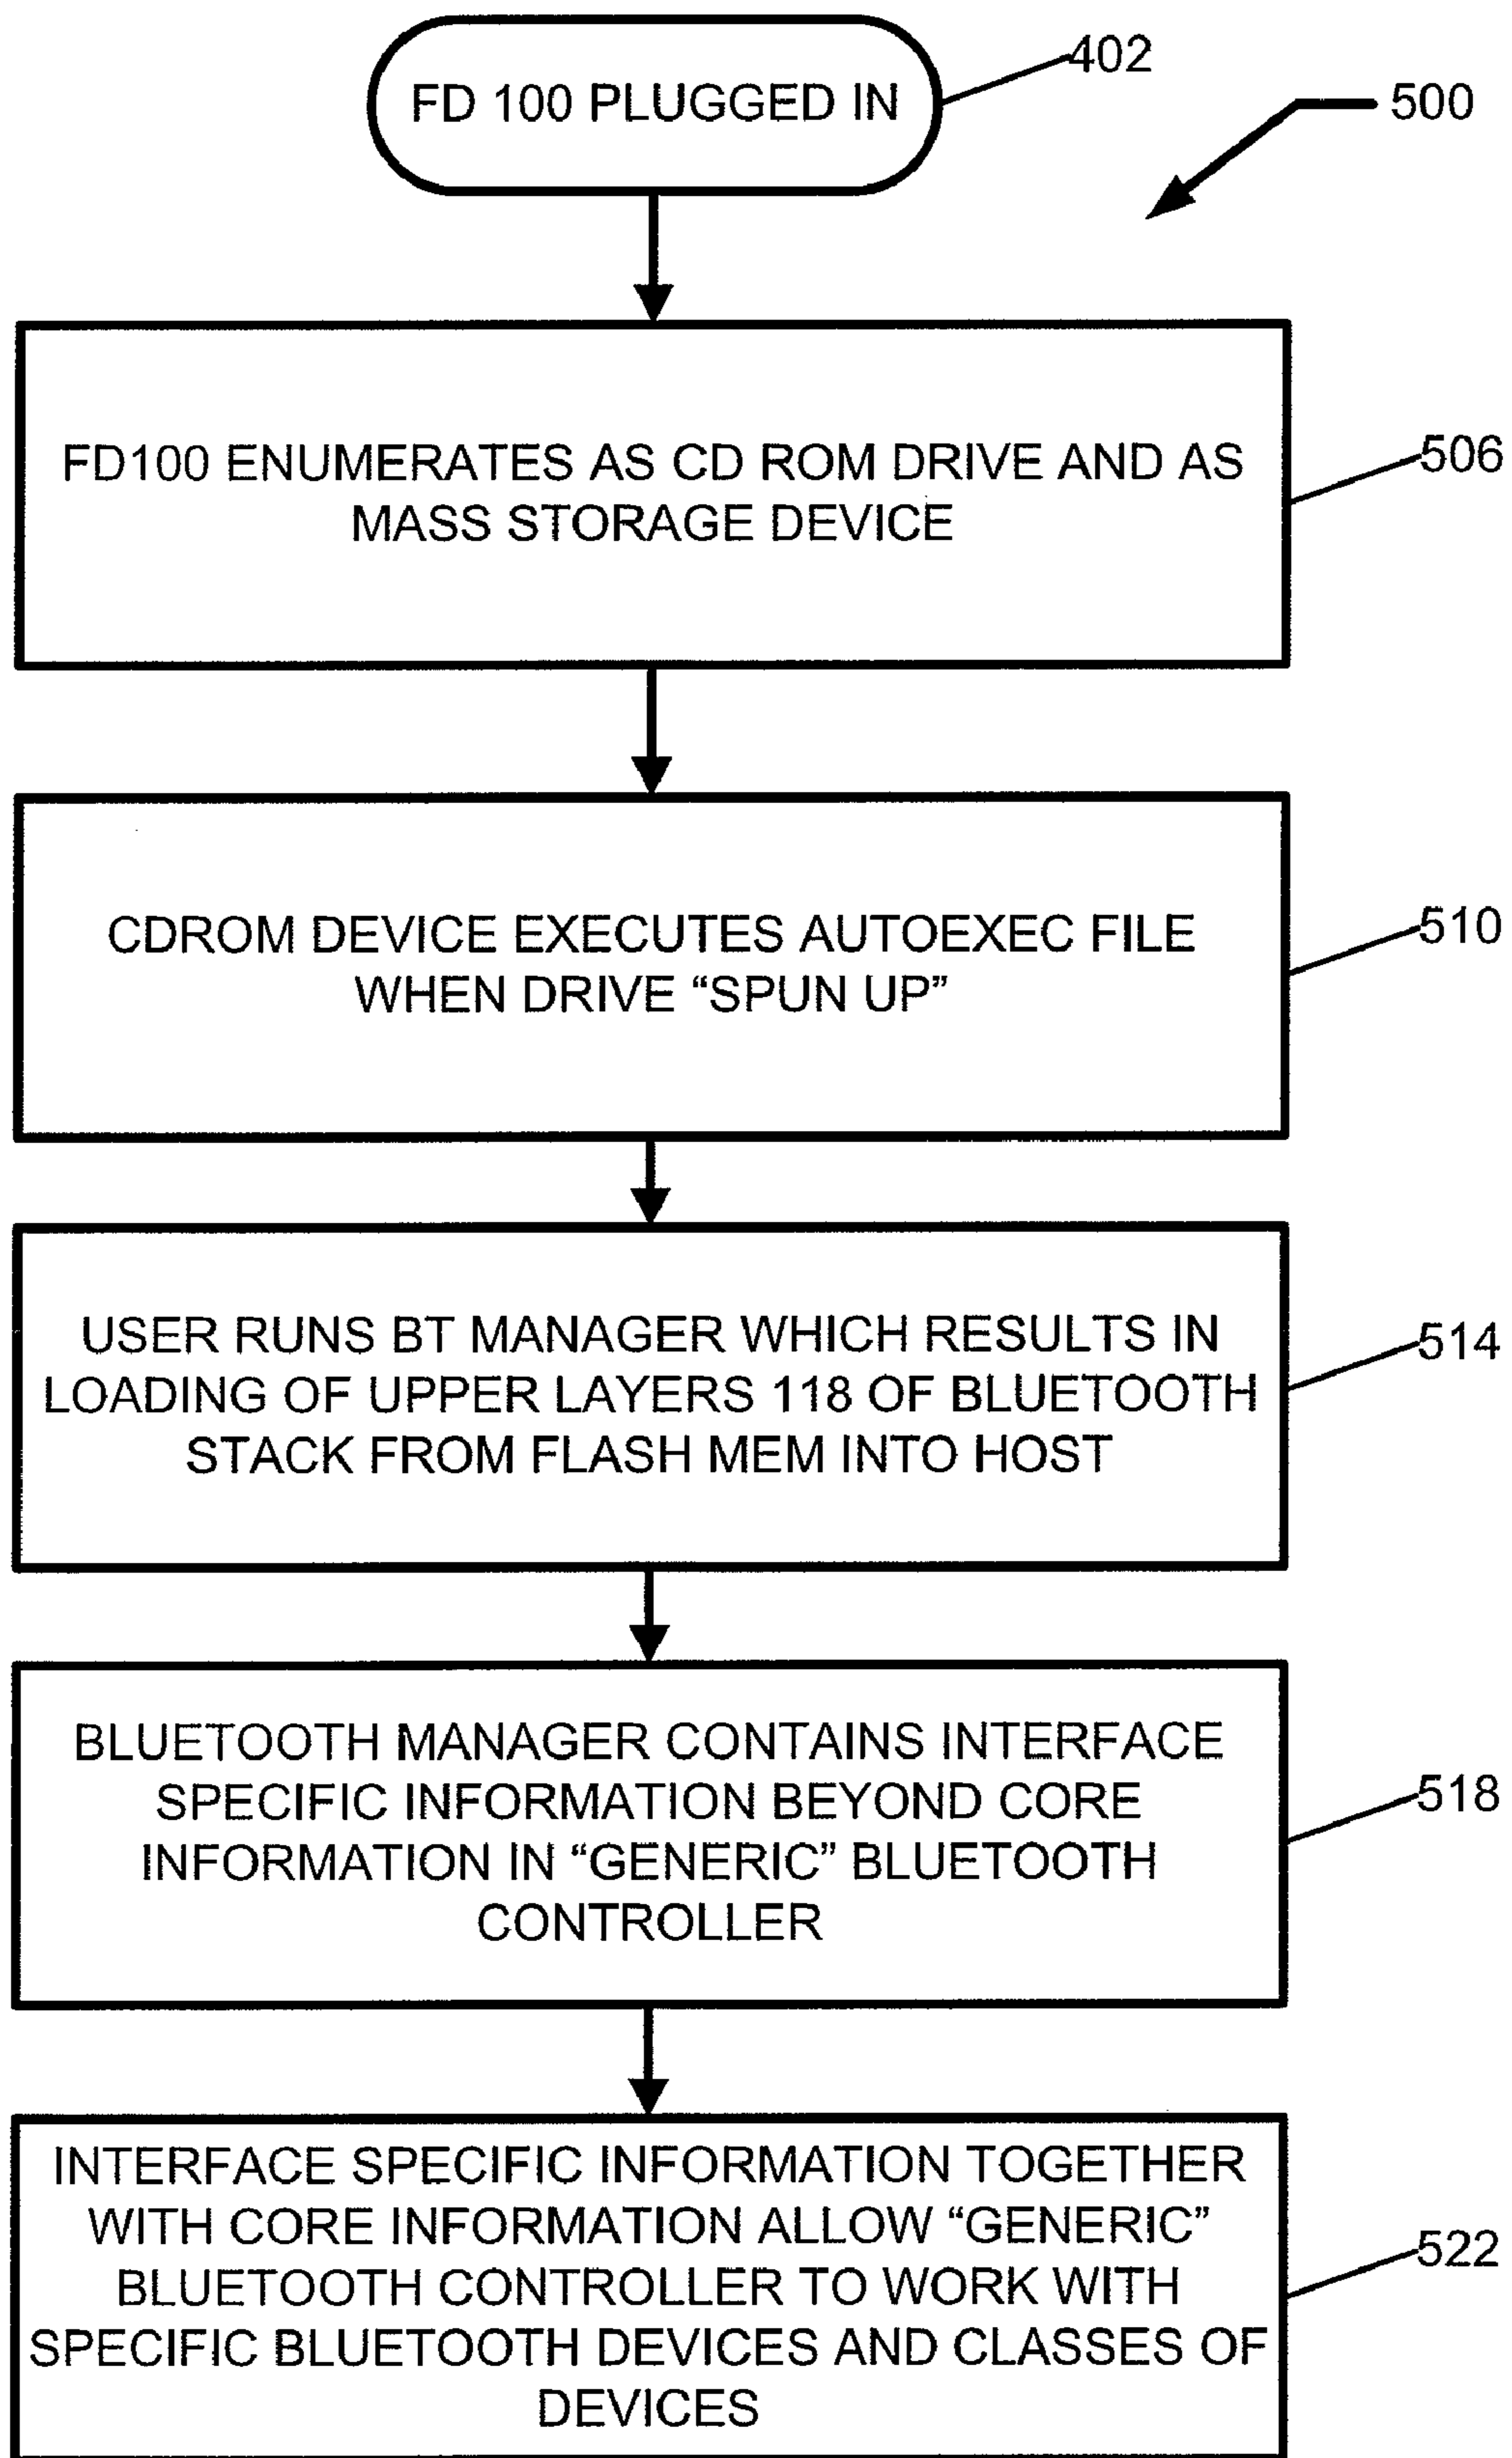 FD 100 PLUGGED IN
402
500
FD100 ENUMERATES AS CD ROM DRIVE AND AS
MASS STORAGE DEVICE
506
CDROM DEVICE EXECUTES AUTOEXEC FILE
WHEN DRIVE “SPUN UP”
510
USER RUNS BT MANAGER WHICH RESULTS IN
LOADING OF UPPER LAYERS 118 OF BLUETOOTH
STACK FROM FLASH MEM INTO HOST
514
BLUETOOTH MANAGER CONTAINS INTERFACE
SPECIFIC INFORMATION BEYOND CORE
INFORMATION IN “GENERIC” BLUETOOTH
CONTROLLER
518
INTERFACE SPECIFIC INFORMATION TOGETHER
WITH CORE INFORMATION ALLOW “GENERIC”
BLUETOOTH CONTROLLER TO WORK WITH
SPECIFIC BLUETOOTH DEVICES AND CLASSES OF
DEVICES
522